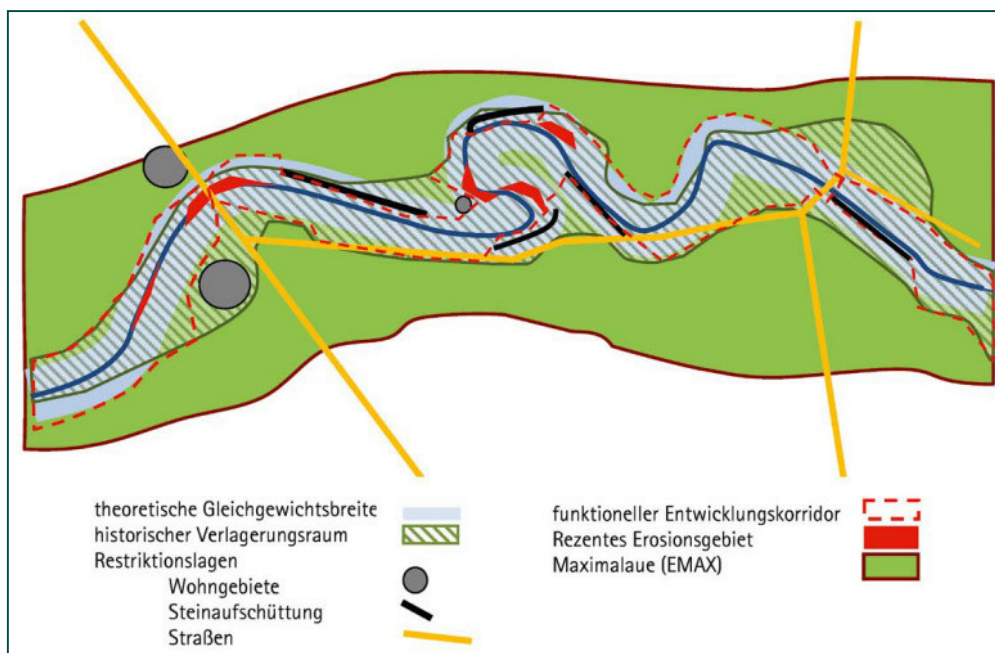 theoretische Gleichgewichtsbreite
historischer Verlagerungsraum
Restriktionslagen
Wohngebiete
Steinaufschüttung
Straßen
funktioneller Entwicklungskorridor
Rezentes Erosionsgebiet
Maximalaue (EMAX)